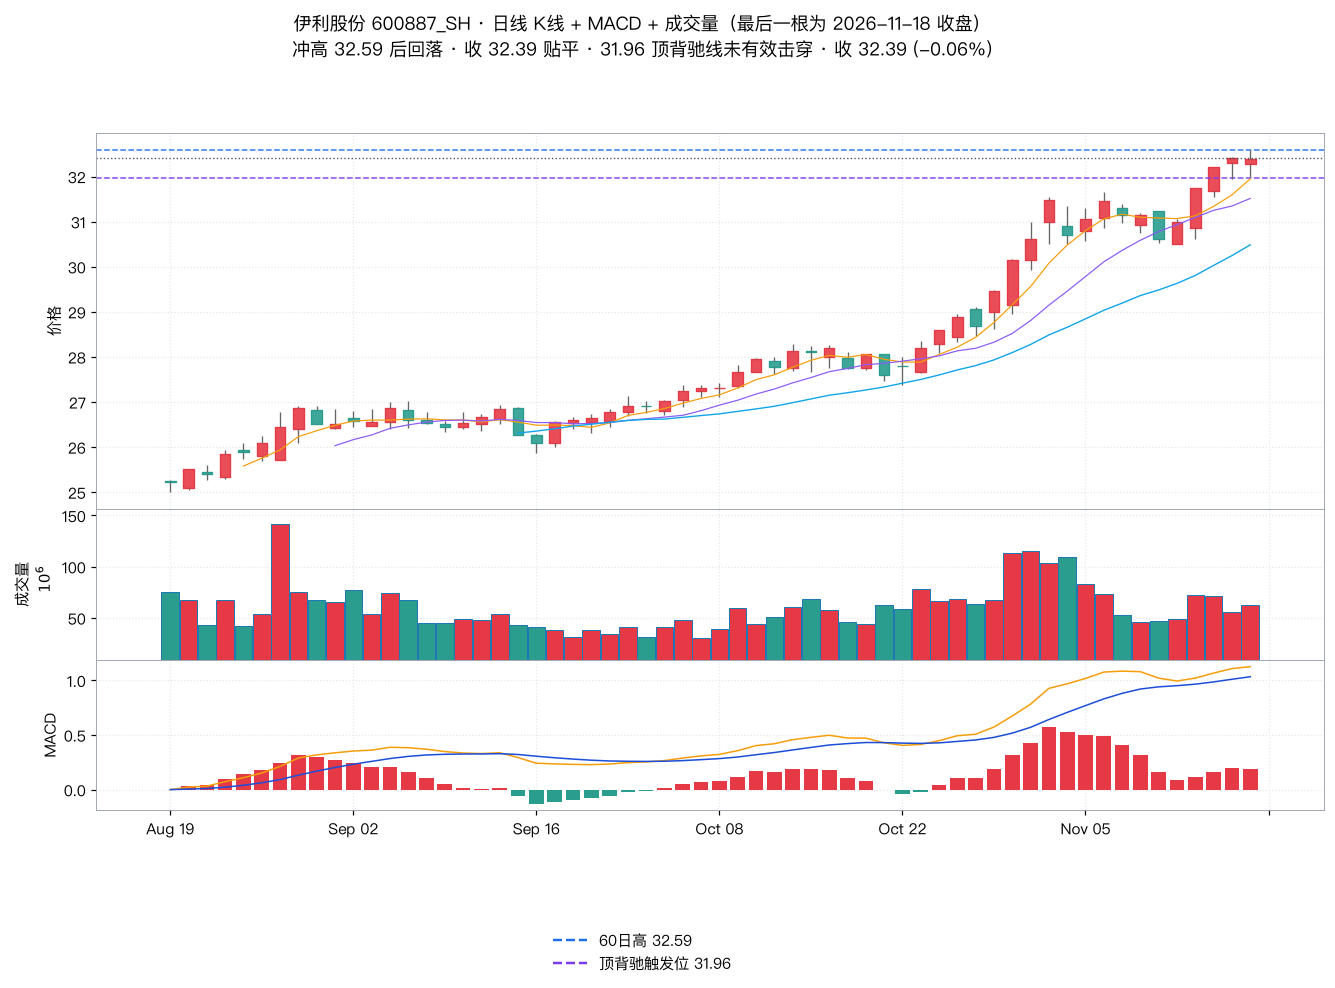 伊利股份 600887_SH · 日线 K线 + MACD + 成交量（最后一根为 2026−11−18 收盘）
冲高 32.59 后回落 · 收 32.39 贴平 · 31.96 顶背驰线未有效击穿 · 收 32.39 (−0.06%)
价格
32
31
30
29
28
27
26
25
成交量
10⁶
150
100
50
MACD
1.0
0.5
0.0
Aug 19
Sep 02
Sep 16
Oct 08
Oct 22
Nov 05
60日高 32.59
顶背驰触发位 31.96